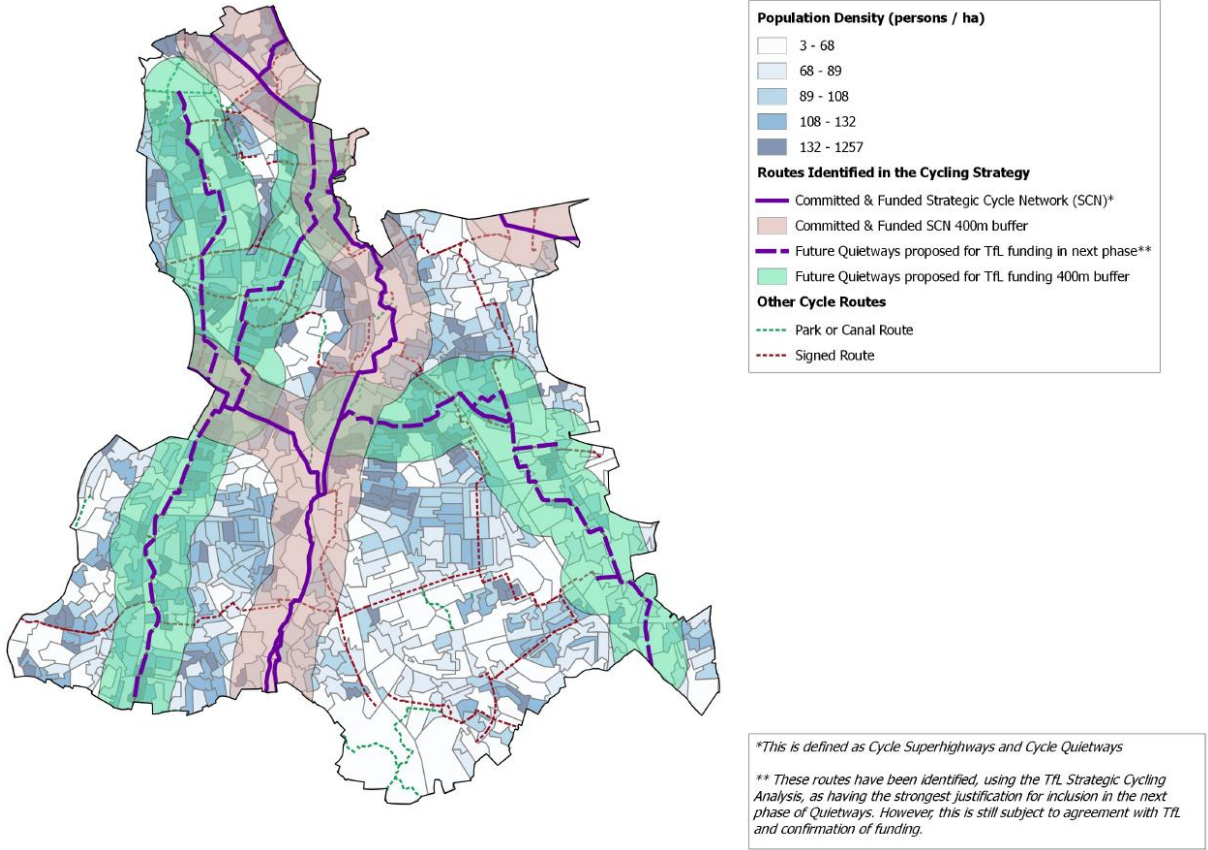 Population Density (persons / ha)
3 - 68
68 - 89
89 - 108
108 - 132
132 - 1257
Routes Identified in the Cycling Strategy
Committed & Funded Strategic Cycle Network (SCN)*
Committed & Funded SCN 400m buffer
Future Quietways proposed for TfL funding in next phase**
Future Quietways proposed for TfL funding 400m buffer
Other Cycle Routes
Park or Canal Route
Signed Route
*This is defined as Cycle Superhighways and Cycle Quietways
** These routes have been identified, using the TfL Strategic Cycling
Analysis, as having the strongest justification for inclusion in the next
phase of Quietways. However, this is still subject to agreement with TfL
and confirmation of funding.